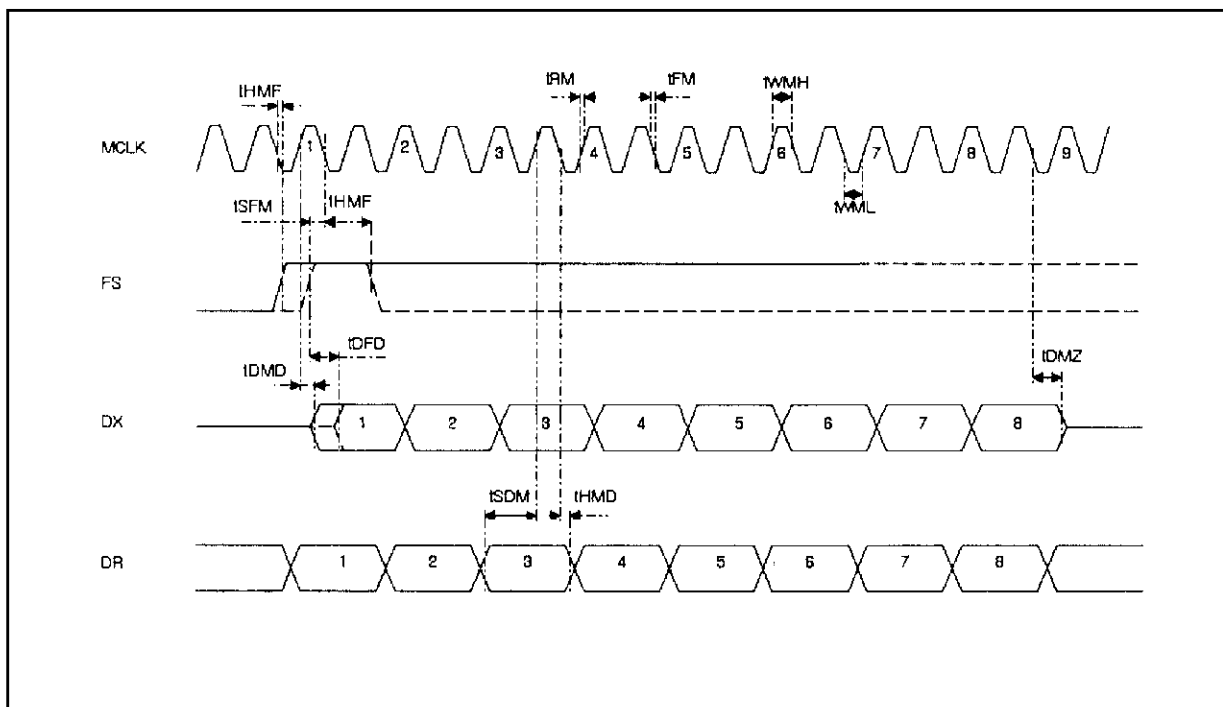 tRM tFM tWMH
tHMF
MCLK 1 2 3 4 5 6 7 8 9
tWML
tSFM tHMF
FS
tDFD
tDMD
tDMZ
DX 1 2 3 4 5 6 7 8
tSDM tHMD
DR 1 2 3 4 5 6 7 8